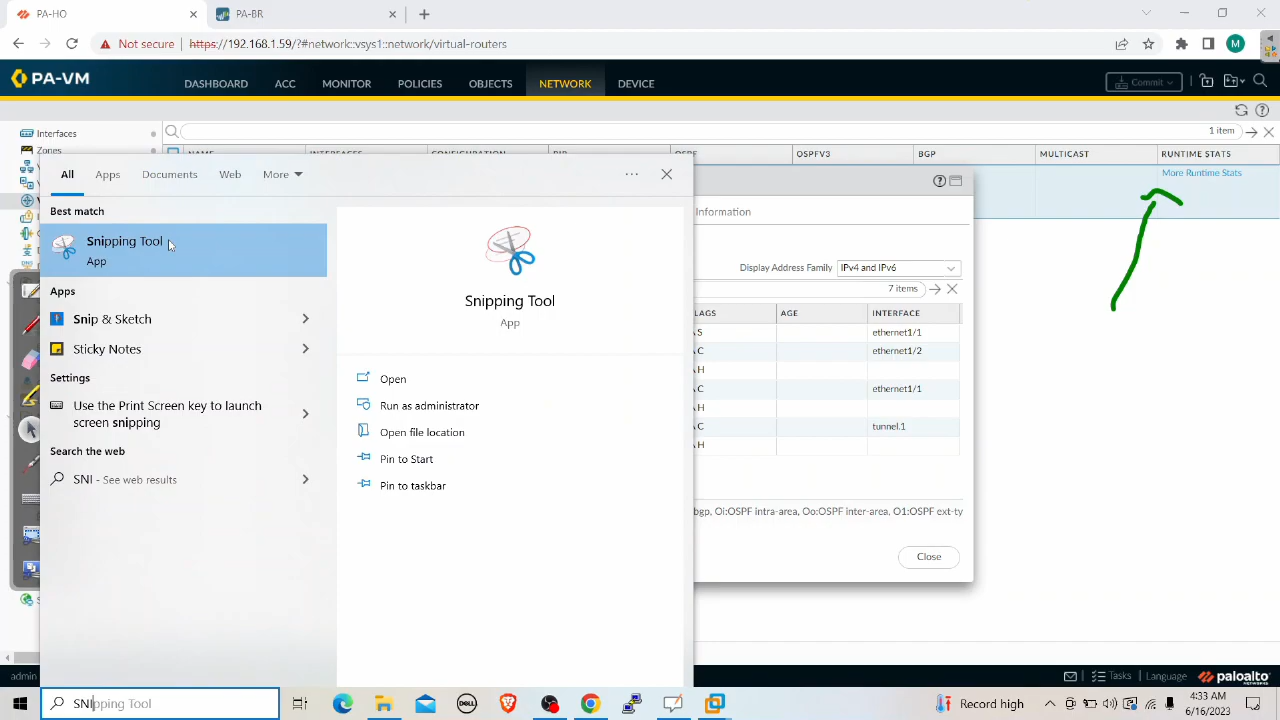 PA-HO
PA-BR
Not secure
https://192.168.1.59/?#network::vsys1::network/virtual-routers
M
PA-VM
DASHBOARD
ACC
MONITOR
POLICIES
OBJECTS
NETWORK
DEVICE
Commit
Interfaces
Zones
1 item
NAME
INTERFACES
CONFIGURATION
RIP
OSPF
OSPFV3
BGP
MULTICAST
RUNTIME STATS
More Runtime Stats
All
Apps
Documents
Web
More
Best match
Snipping Tool
App
Apps
Snip & Sketch
Sticky Notes
Settings
Use the Print Screen key to launch
screen snipping
Search the web
SNI - See web results
Snipping Tool
App
Open
Run as administrator
Open file location
Pin to Start
Pin to taskbar
Information
Display Address Family
IPv4 and IPv6
7 items
AGE
INTERFACE
A S
ethernet1/1
A C
ethernet1/2
A H
A C
ethernet1/1
A H
A C
tunnel.1
A H
bgp, Oi:OSPF intra-area, Oo:OSPF inter-area, O1:OSPF ext-ty
Close
admin
Tasks
Language
paloalto
NETWORKS
SNIpping Tool
DELL
Record high
4:33 AM
6/16/2023